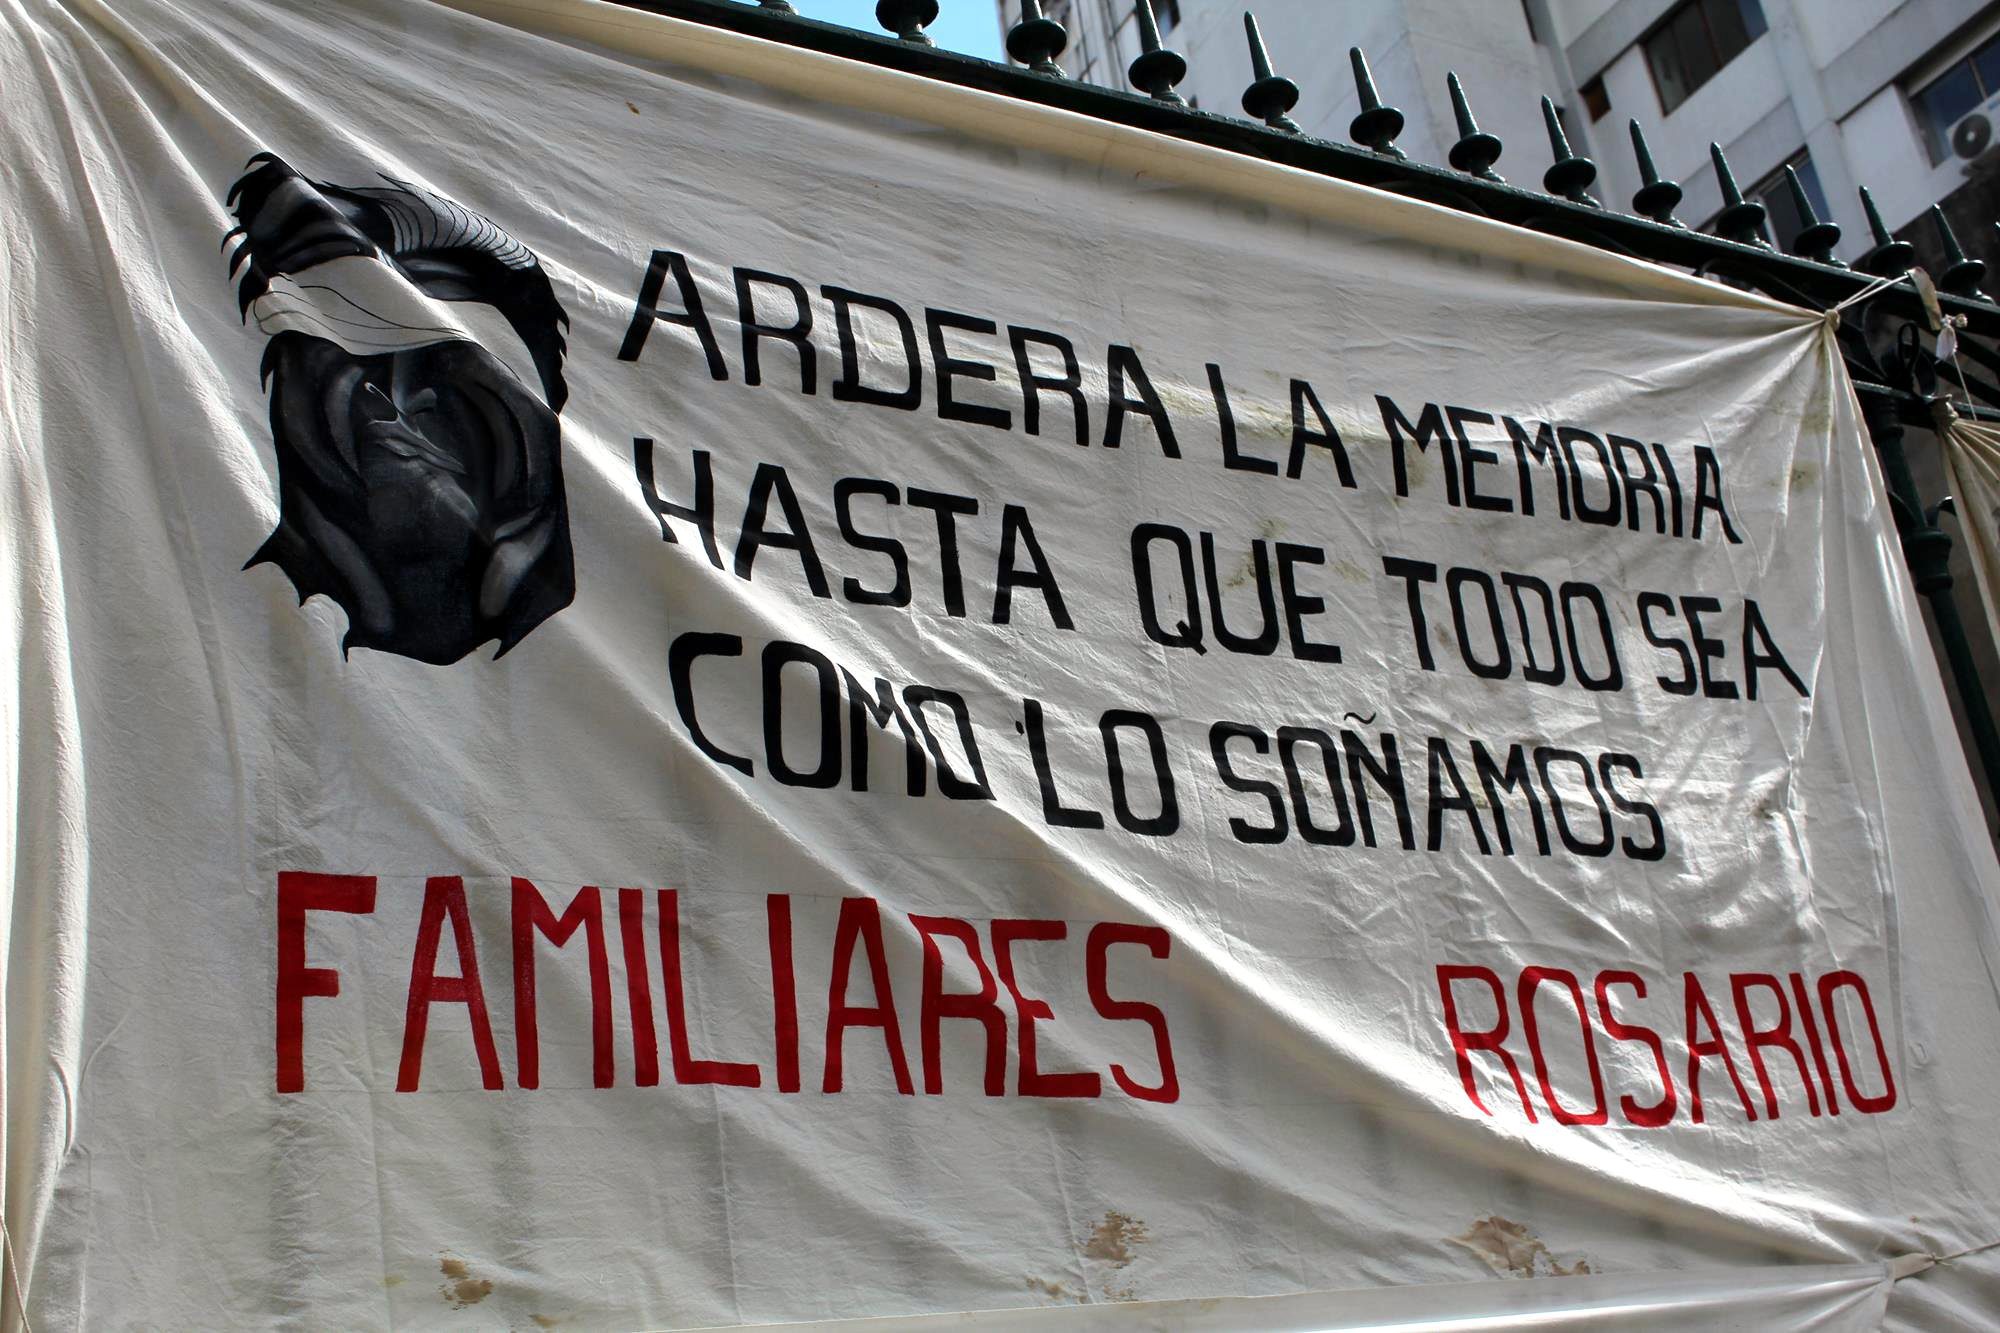 ARDERA LA MEMORIA
HASTA QUE TODO SEA
COMO LO SOÑAMOS
FAMILIARES ROSARIO